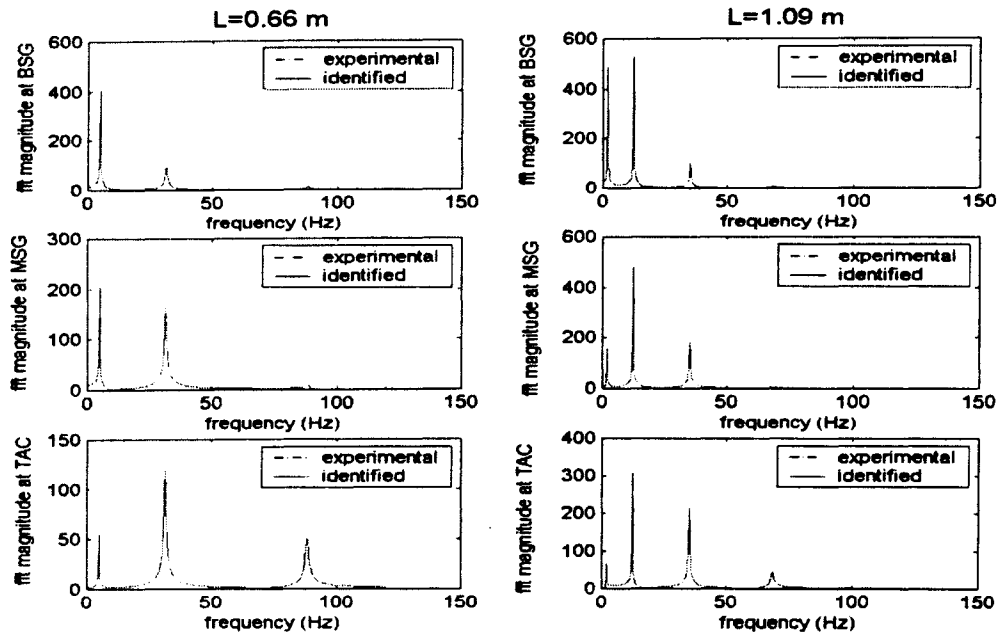 L=0.66 m
600
400
200
0
fft magnitude at BSG
experimental
identified
0 50 100 150
frequency (Hz)
300
200
100
0
fft magnitude at MSG
experimental
identified
0 50 100 150
frequency (Hz)
150
100
50
0
fft magnitude at TAC
experimental
identified
0 50 100 150
frequency (Hz)
L=1.09 m
600
400
200
0
fft magnitude at BSG
experimental
identified
0 50 100 150
frequency (Hz)
600
400
200
0
fft magnitude at MSG
experimental
identified
0 50 100 150
frequency (Hz)
400
300
200
100
0
fft magnitude at TAC
experimental
identified
0 50 100 150
frequency (Hz)